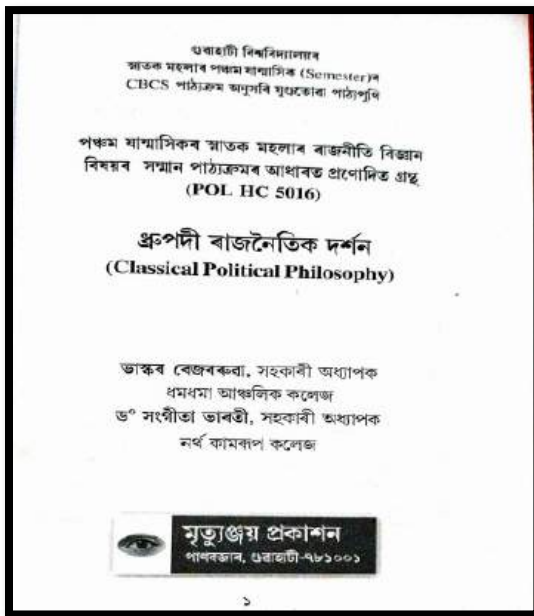 গুৱাহাটী বিশ্ববিদ্যালয়ৰ
স্নাতক মহলাৰ পঞ্চম ষান্মাসিক (Semester)ৰ
CBCS পাঠ্যক্ৰম অনুসৰি যুগুতোৱা পাঠ্যপুথি
পঞ্চম ষান্মাসিকৰ স্নাতক মহলাৰ ৰাজনীতি বিজ্ঞান
বিষয়ৰ সন্মান পাঠ্যক্ৰমৰ আধাৰত প্ৰণোদিত গ্ৰন্থ
(POL HC 5016)
ধ্ৰুপদী ৰাজনৈতিক দৰ্শন
(Classical Political Philosophy)
ভাস্কৰ বেজবৰুৱা, সহকাৰী অধ্যাপক
ধমধমা আঞ্চলিক কলেজ
ড° সংগীতা ভাৰতী, সহকাৰী অধ্যাপক
নৰ্থ কামৰূপ কলেজ
মৃত্যুঞ্জয় প্ৰকাশন
পাণবজাৰ, গুৱাহাটী-৭৮১০০১
১